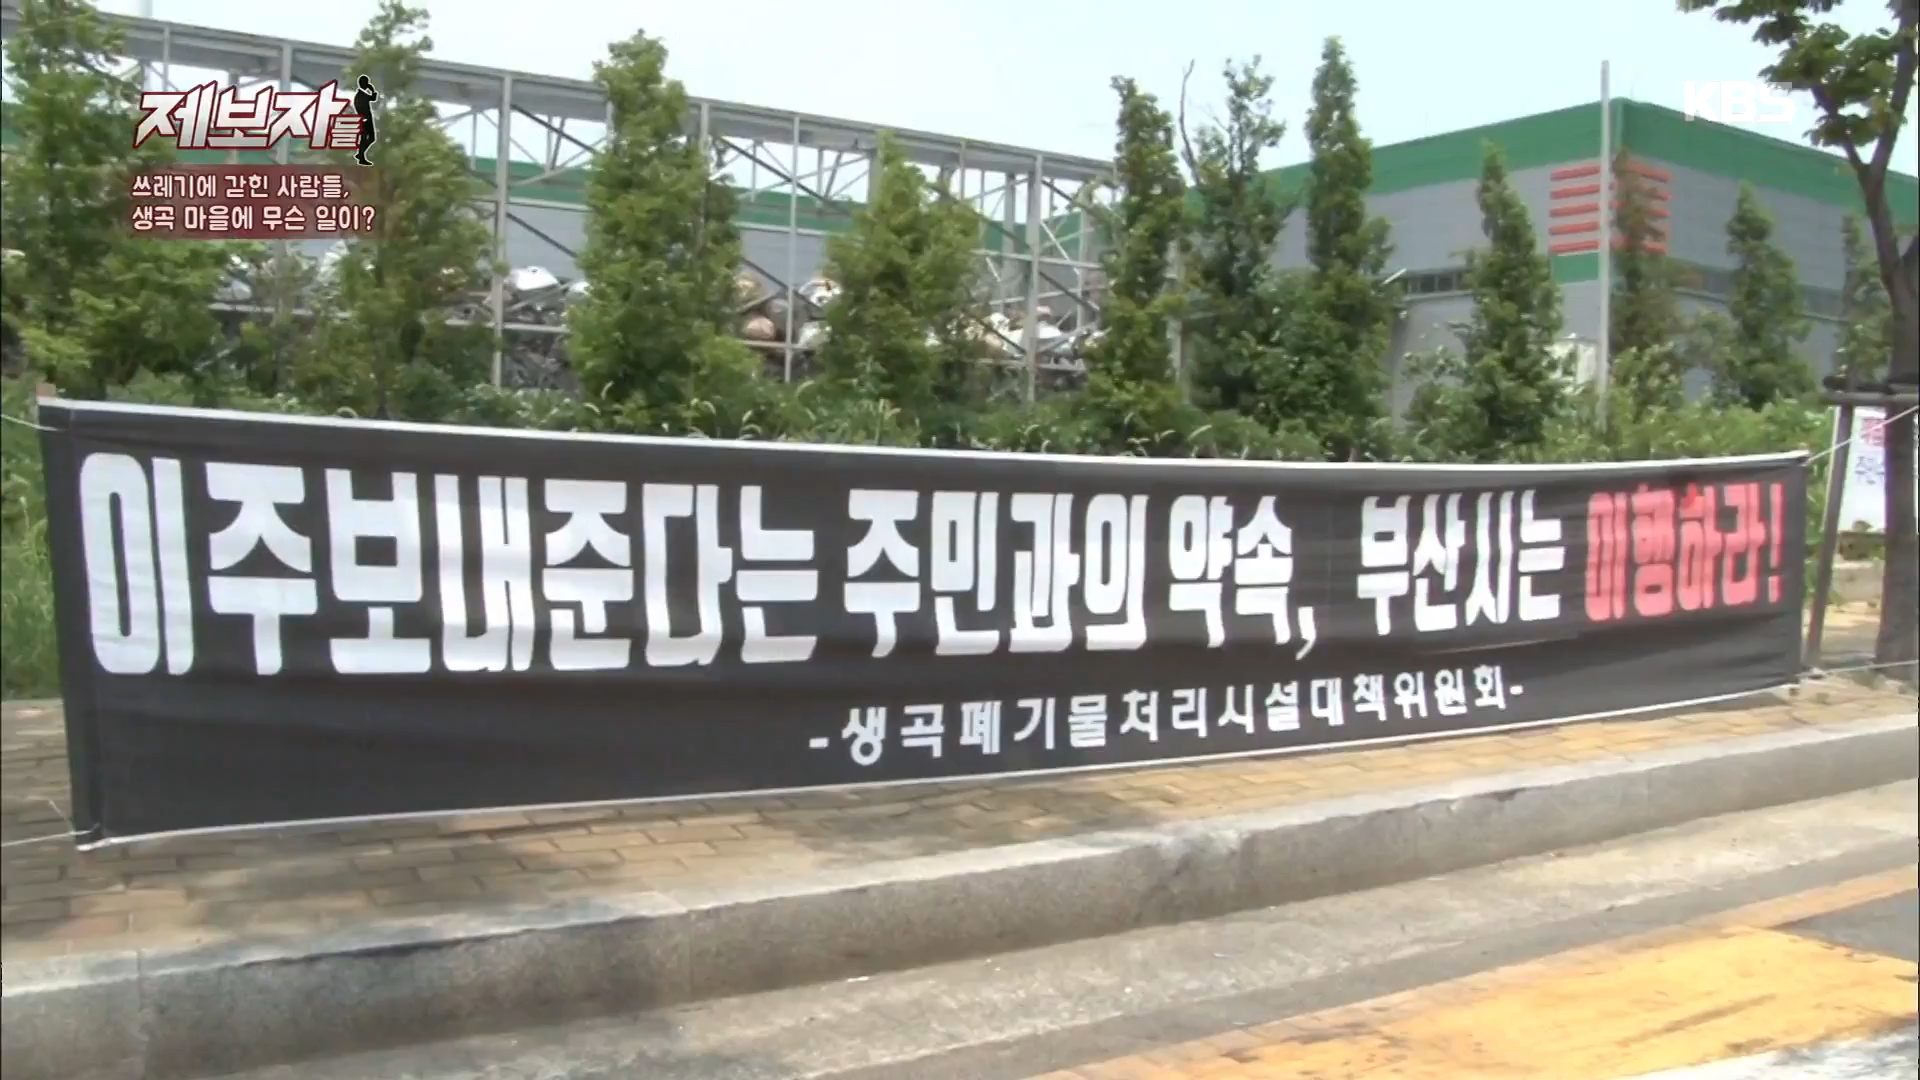 제보자들
KBS
쓰레기에 갇힌 사람들,
생곡 마을에 무슨 일이?
이주보내준다는 주민과의 약속, 부산시는 이행하라!
-생곡폐기물처리시설대책위원회-